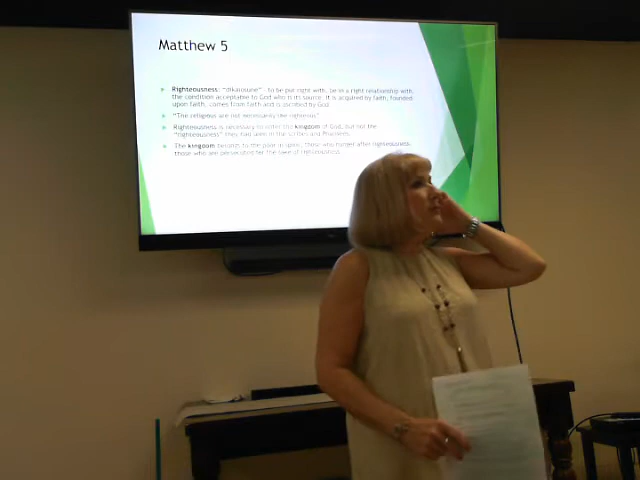 Matthew 5
Righteousness: "dikaiosune" - to be put right with, be in a right relationship with
the condition acceptable to God who is its source. It is acquired by faith, founded
upon faith, comes from faith and is ascribed by God.
"The religious are not necessarily the righteous"
Righteousness is necessary to enter the kingdom of God, but not the
"righteousness" they had seen in the scribes and Pharisees.
The kingdom belongs to the poor in spirit, those who hunger after righteousness,
those who are persecuted for the sake of righteousness.